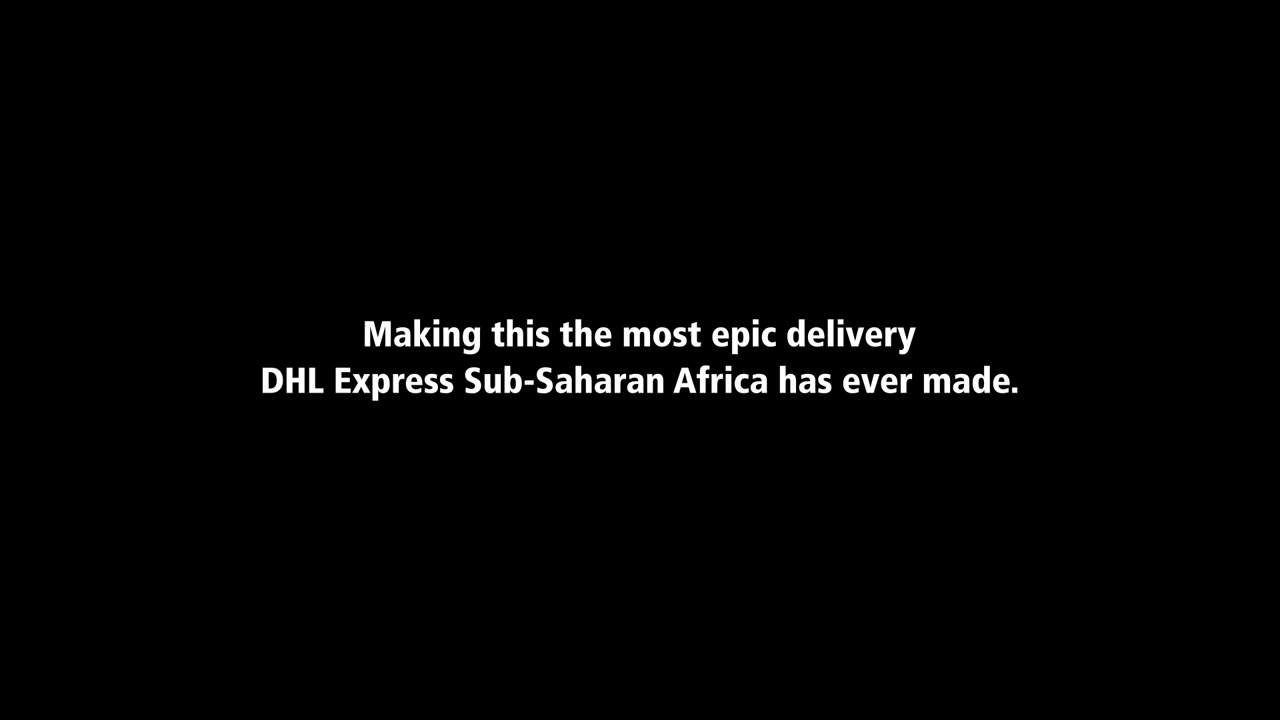 Making this the most epic delivery
DHL Express Sub-Saharan Africa has ever made.